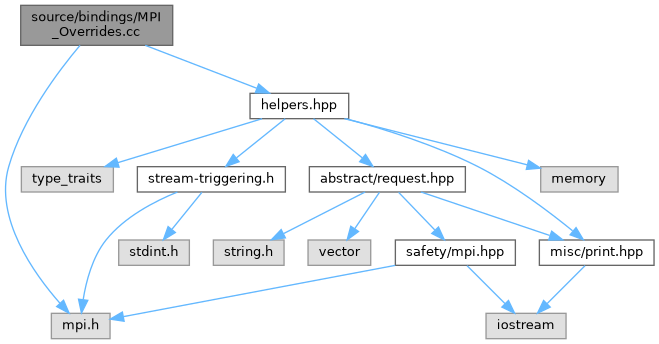 source/bindings/MPI
_Overrides.cc
helpers.hpp
type_traits
stream-triggering.h
abstract/request.hpp
memory
stdint.h
string.h
vector
safety/mpi.hpp
misc/print.hpp
mpi.h
iostream